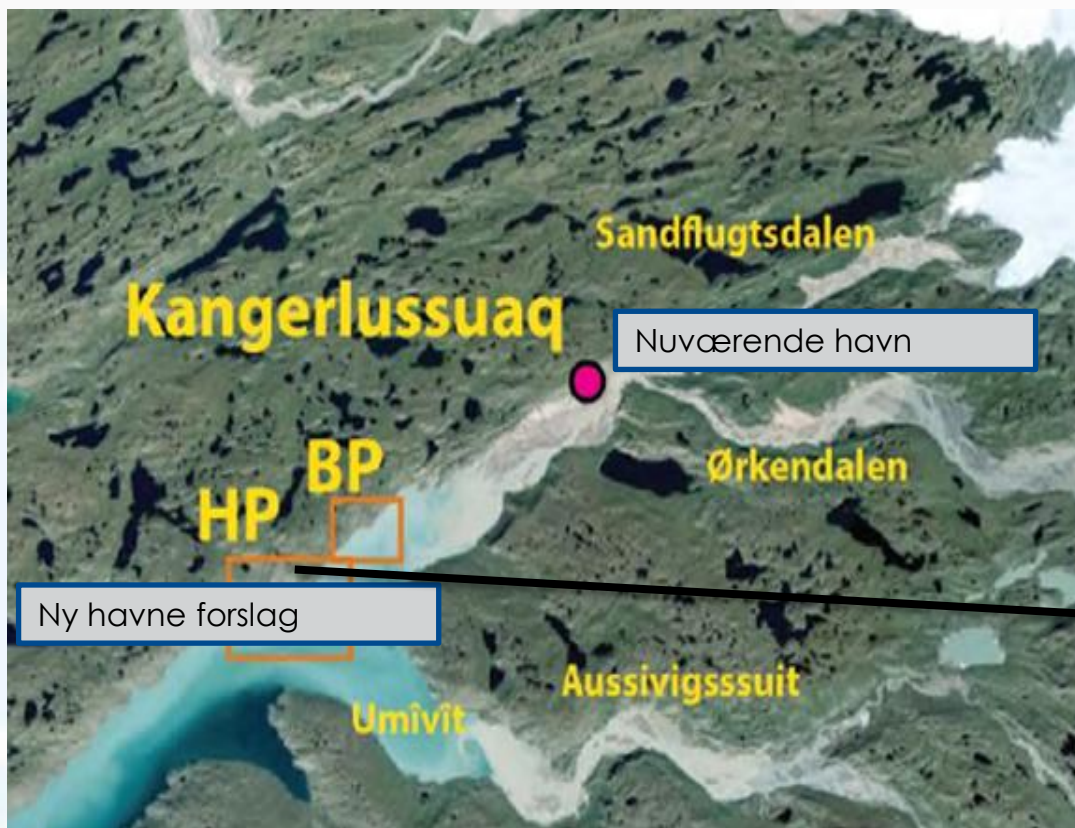 Sandflugtsdalen
Kangerlussuaq
Nuværende havn
BP
Ørkendalen
HP
Ny havne forslag
Aussivigsssuit
Umîvît